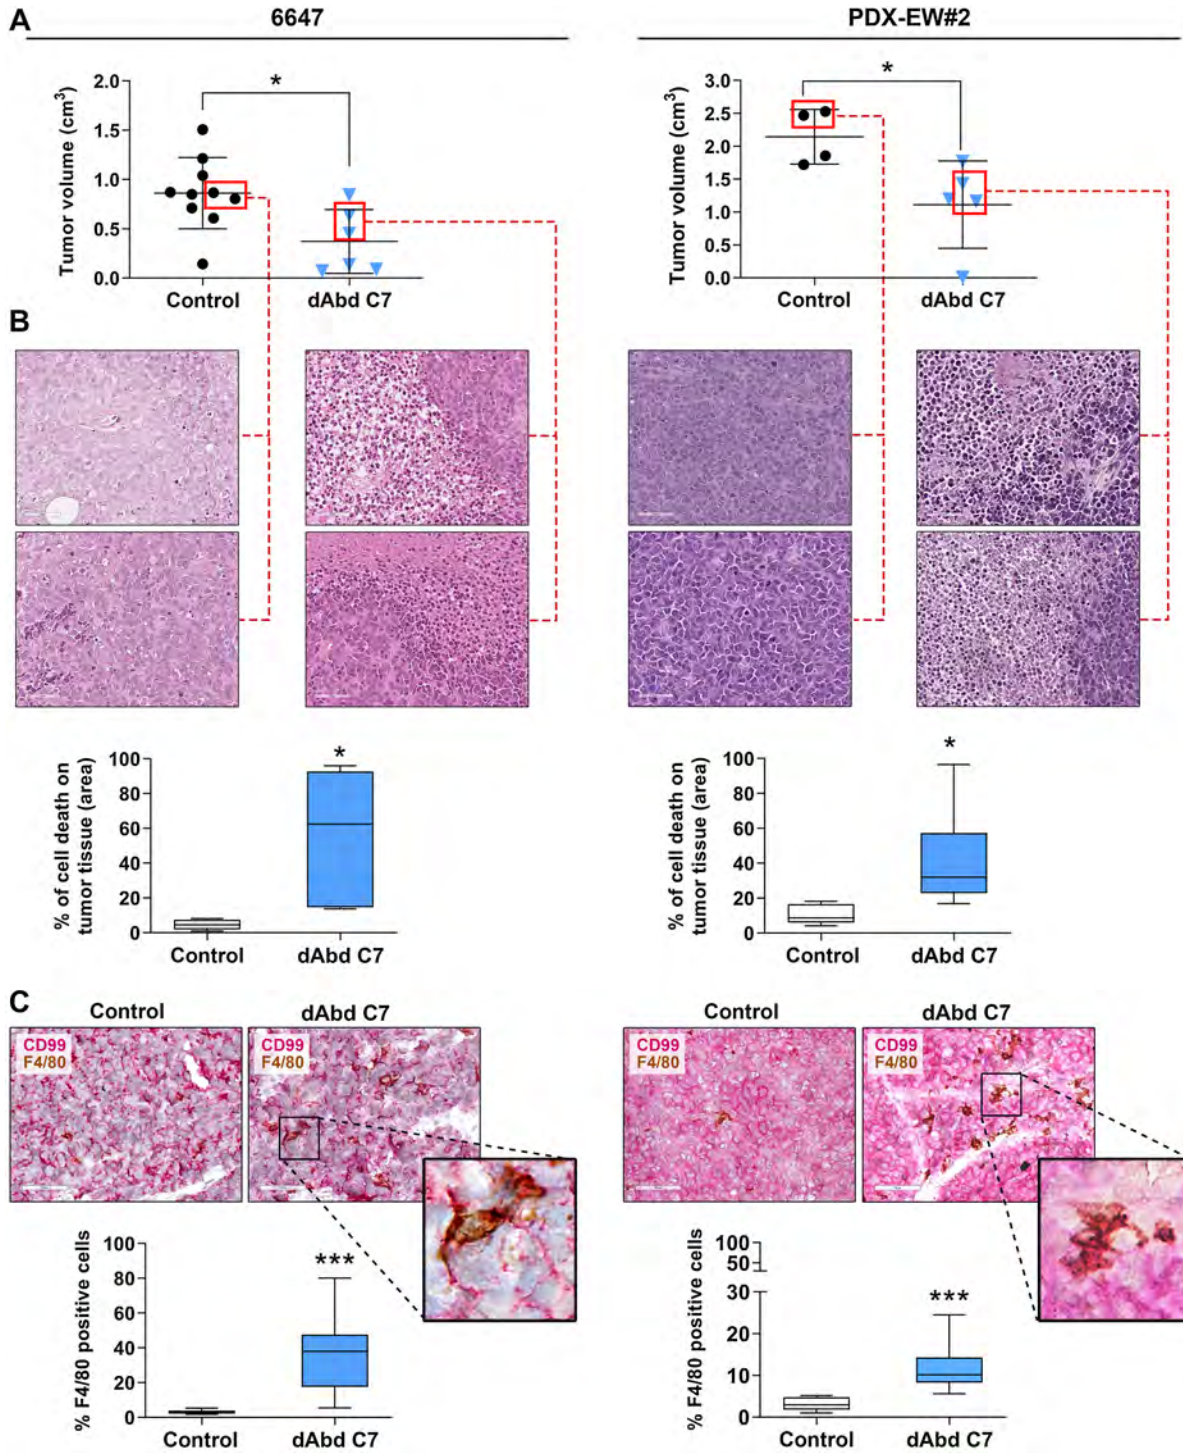 A
6647
PDX-EW#2
Tumor volume (cm³)
2.0
1.5
1.0
0.5
0.0
*
Control
dAbd C7
Tumor volume (cm³)
3.0
2.5
2.0
1.5
1.0
0.5
0.0
*
Control
dAbd C7
B
% of cell death on
tumor tissue (area)
100
80
60
40
20
0
*
Control
dAbd C7
% of cell death on
tumor tissue (area)
100
80
60
40
20
0
*
Control
dAbd C7
C
Control
dAbd C7
CD99
F4/80
CD99
F4/80
Control
dAbd C7
CD99
F4/80
CD99
F4/80
% F4/80 positive cells
100
80
60
40
20
0
***
Control
dAbd C7
% F4/80 positive cells
100
50
30
20
10
0
***
Control
dAbd C7